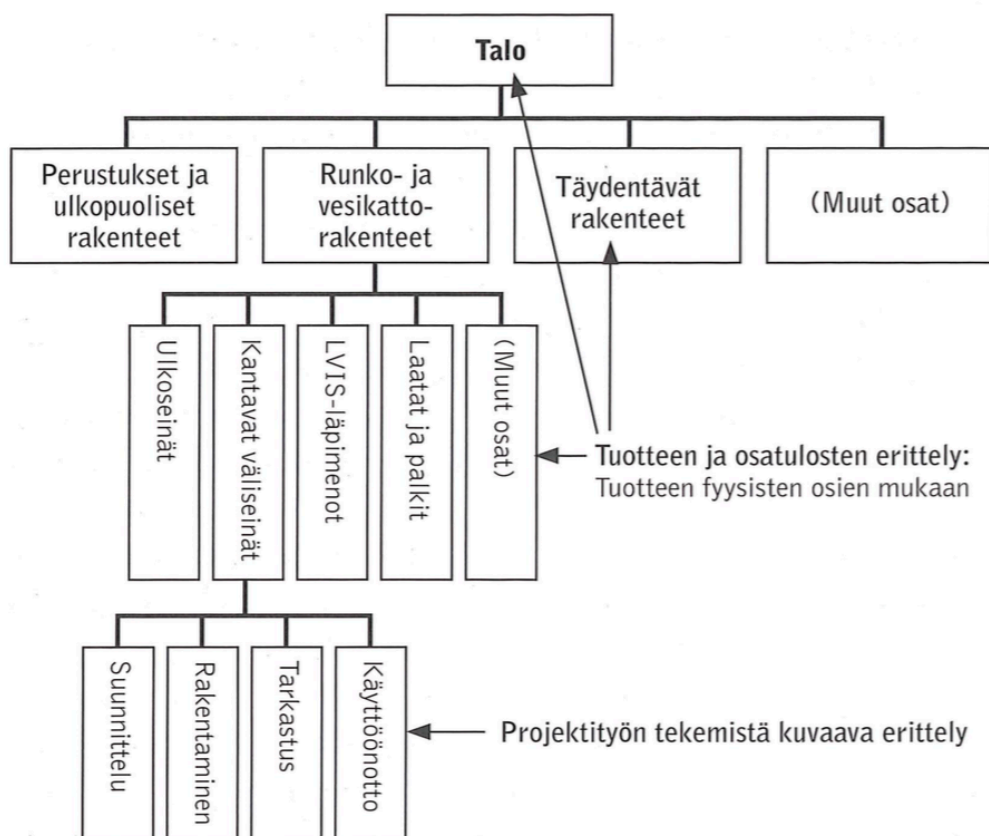 Talo
Perustukset ja
ulkopuoliset
rakenteet
Runko- ja
vesikatto-
rakenteet
Täydentävät
rakenteet
(Muut osat)
Ulkoseinät
Kantavat väliseinät
LVIS-läpimenot
Laatat ja palkit
(Muut osat)
Tuotteen ja osatulosten erittely:
Tuotteen fyysisten osien mukaan
Suunnittelu
Rakentaminen
Tarkastus
Käyttöönotto
Projektityön tekemistä kuvaava erittely